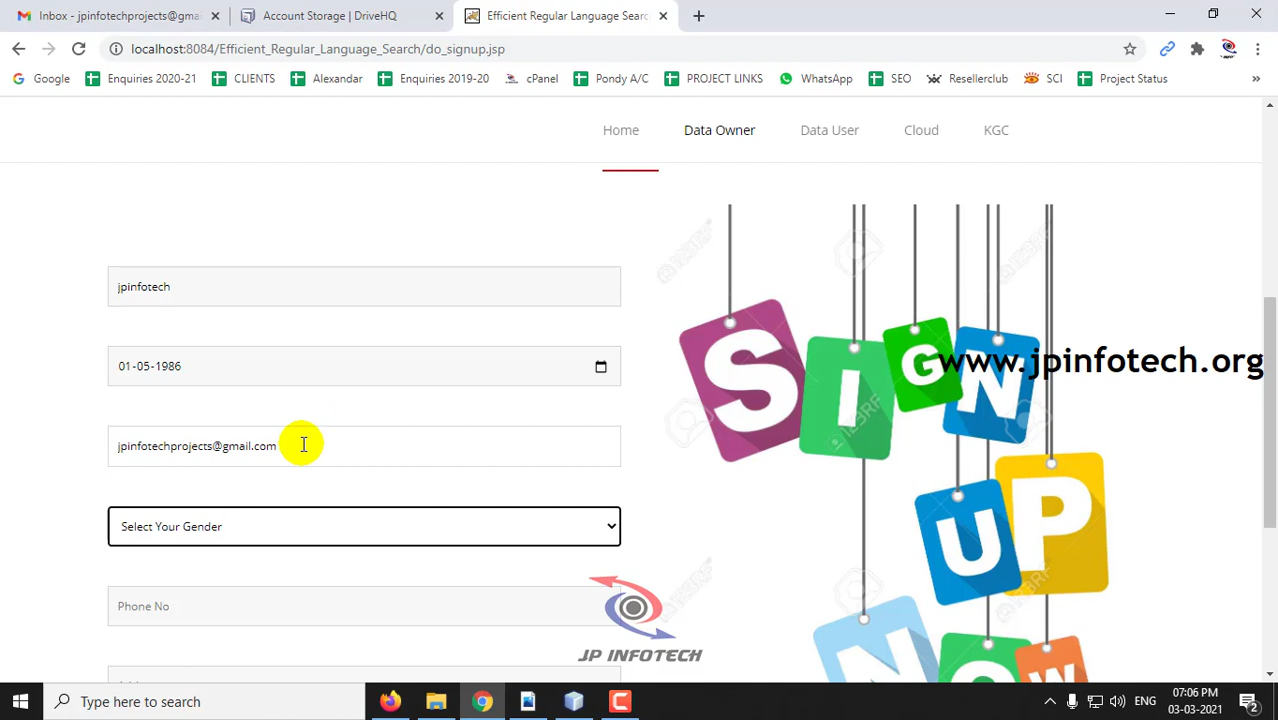 Inbox - jpinfotechprojects@gma
Account Storage | DriveHQ
Efficient Regular Language Searc
localhost:8084/Efficient_Regular_Language_Search/do_signup.jsp
Google
Enquiries 2020-21
CLIENTS
Alexandar
Enquiries 2019-20
cPanel
Pondy A/C
PROJECT LINKS
WhatsApp
SEO
Resellerclub
SCI
Project Status
Home
Data Owner
Data User
Cloud
KGC
jpinfotech
01-05-1986
jpinfotechprojects@gmail.com
Select Your Gender
Phone No
SIGN
UP
NOW
www.jpinfotech.org
JP INFOTECH
Type here to search
ENG
07:06 PM
03-03-2021
2